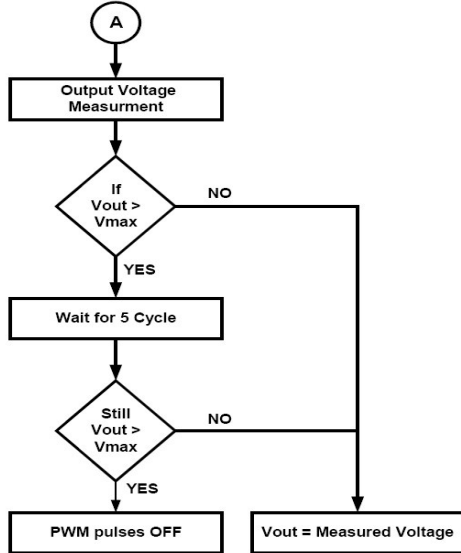 A
Output Voltage
Measurment
If
Vout >
Vmax
NO
YES
Wait for 5 Cycle
Still
Vout >
Vmax
NO
YES
PWM pulses OFF
Vout = Measured Voltage